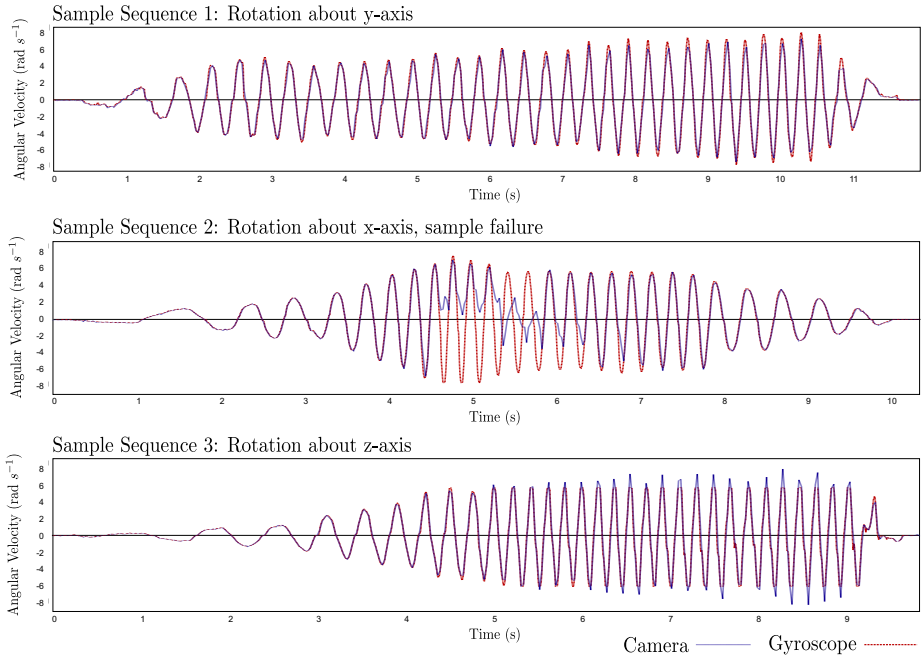 Sample Sequence 1: Rotation about y-axis
Angular Velocity (rad s⁻¹)
8
6
4
2
0
-2
-4
-6
-8
0 1 2 3 4 5 6 7 8 9 10 11
Time (s)
Sample Sequence 2: Rotation about x-axis, sample failure
Angular Velocity (rad s⁻¹)
8
6
4
2
0
-2
-4
-6
-8
0 1 2 3 4 5 6 7 8 9 10
Time (s)
Sample Sequence 3: Rotation about z-axis
Angular Velocity (rad s⁻¹)
8
6
4
2
0
-2
-4
-6
-8
0 1 2 3 4 5 6 7 8 9
Time (s)
Camera Gyroscope